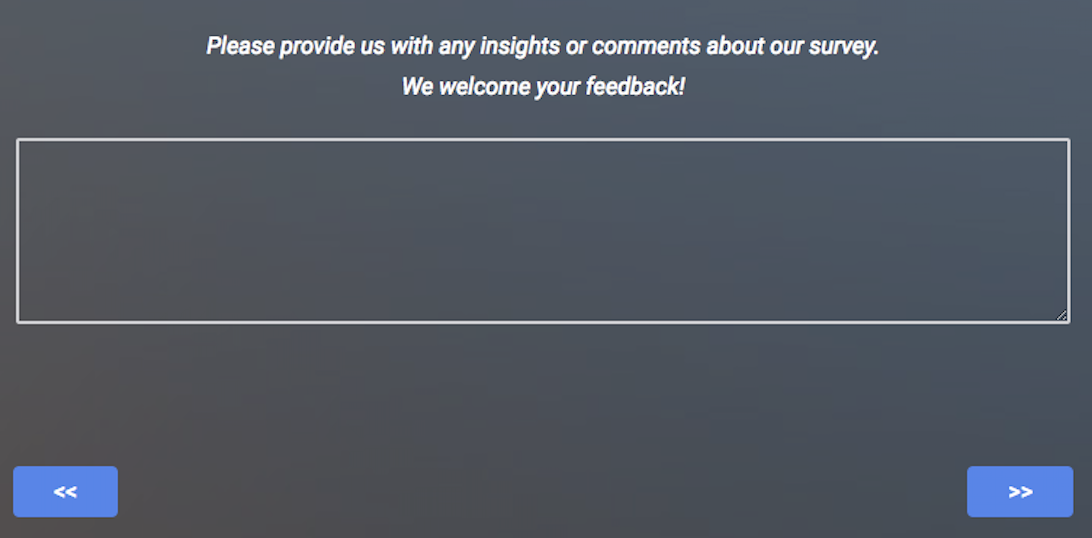 Please provide us with any insights or comments about our survey.
We welcome your feedback!
<< >>